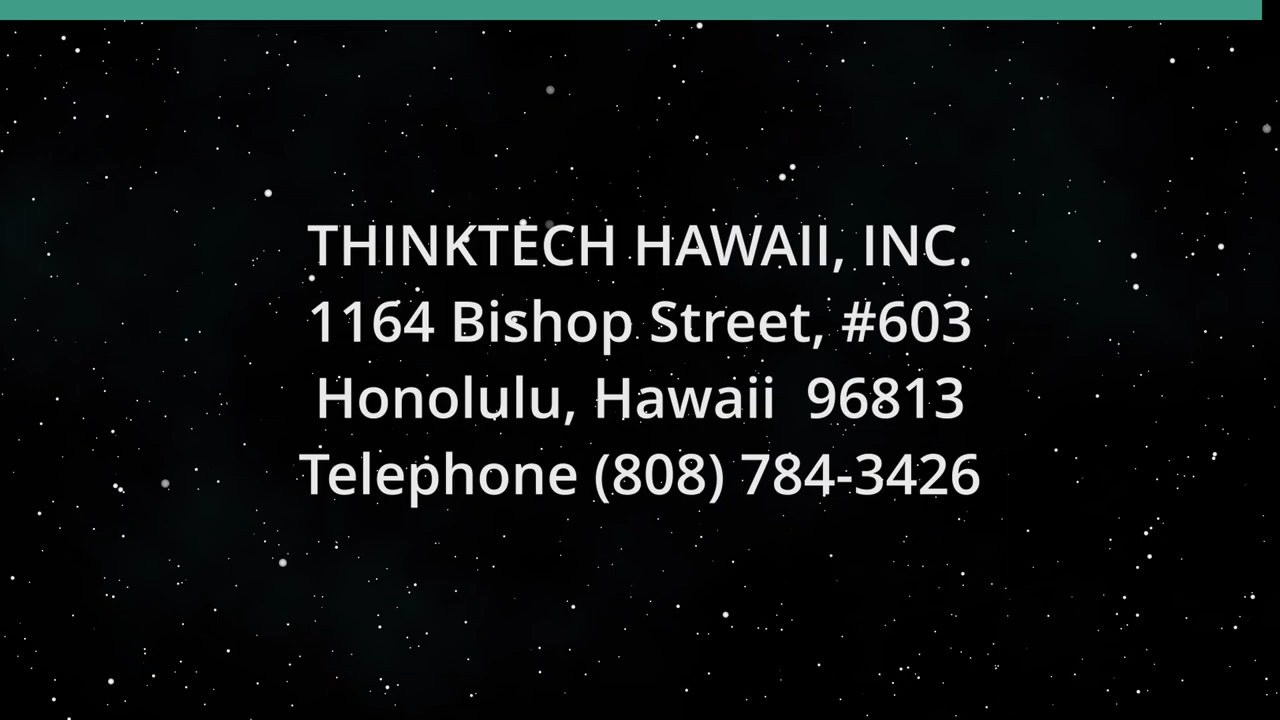 THINKTECH HAWAII, INC.
1164 Bishop Street, #603
Honolulu, Hawaii  96813
Telephone (808) 784-3426